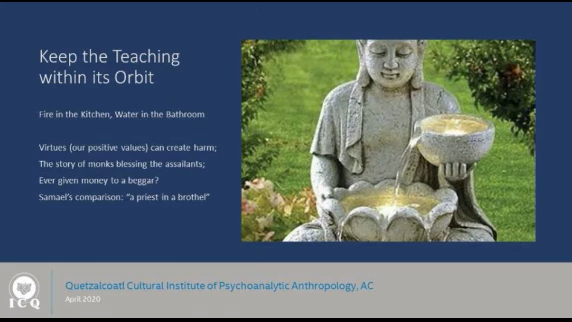 Keep the Teaching
within its Orbit
Fire in the Kitchen, Water in the Bathroom
Virtues (our positive values) can create harm;
The story of monks blessing the assailants;
Ever given money to a beggar?
Samael's comparison: "a priest in a brothel"
ICQ
Quetzalcoatl Cultural Institute of Psychoanalytic Anthropology, AC
April 2020